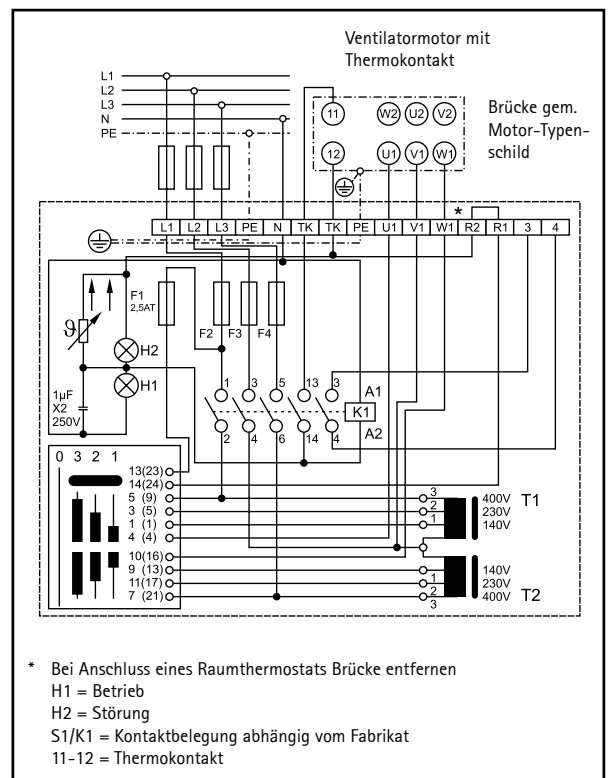 Ventilatormotor mit
Thermokontakt
L1
L2
L3
N
PE
11 W2 U2 V2
12 U1 V1 W1
Brücke gem.
Motor-Typen-
schild
*
L1 L2 L3 PE N TK TK PE U1 V1 W1 R2 R1 3 4
F1
2,5AT
F2 F3 F4
ϑ
H2
H1
1µF
X2
250V
1 3 5 13 3
A1
K1
A2
2 4 6 14 4
0 3 2 1
13(23)
14(24)
5 (9)
3 (5)
1 (1)
4 (4)
10(16)
9 (13)
11(17)
7 (21)
3 400V T1
2 230V
1 140V
140V
1 230V
2 400V T2
3
* Bei Anschluss eines Raumthermostats Brücke entfernen
H1 = Betrieb
H2 = Störung
S1/K1 = Kontaktbelegung abhängig vom Fabrikat
11-12 = Thermokontakt